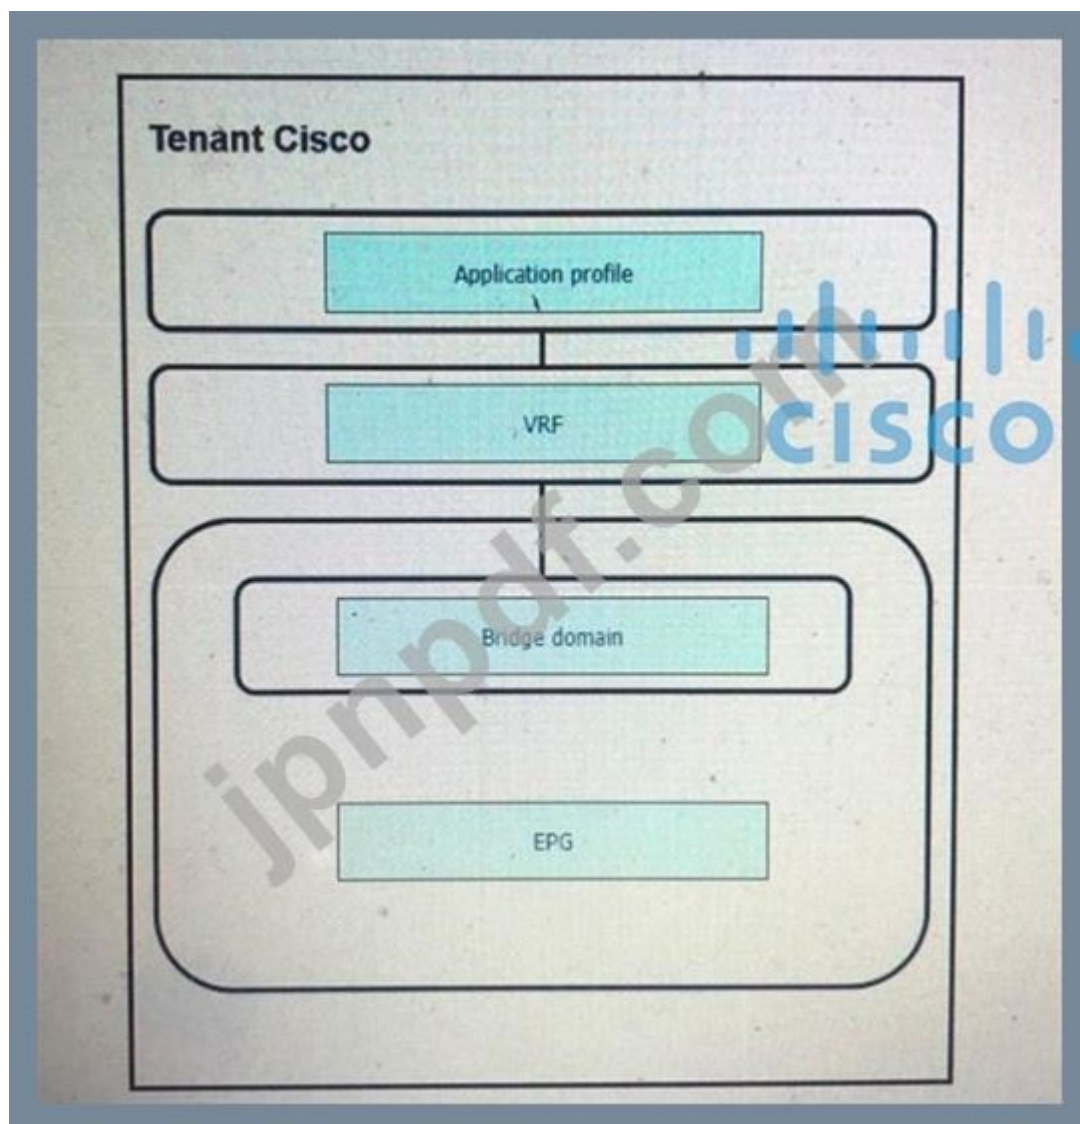 Tenant Cisco
Application profile
VRF
CISCO
Bridge domain
jpnpdf.com
EPG